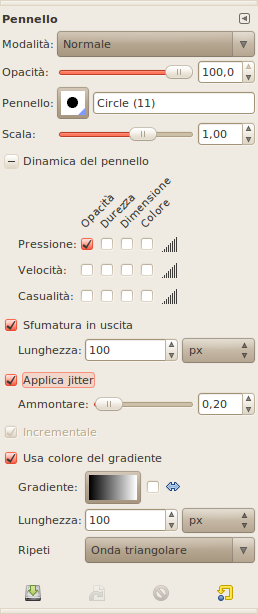 Pennello
Modalità: Normale
Opacità: 100,0
Pennello: Circle (11)
Scala: 1,00
Dinamica del pennello
Opacità Durezza Dimensione Colore
Pressione:
Velocità:
Casualità:
Sfumatura in uscita
Lunghezza: 100 px
Applica jitter
Ammontare: 0,20
Incrementale
Usa colore del gradiente
Gradiente:
Lunghezza: 100 px
Ripeti Onda triangolare